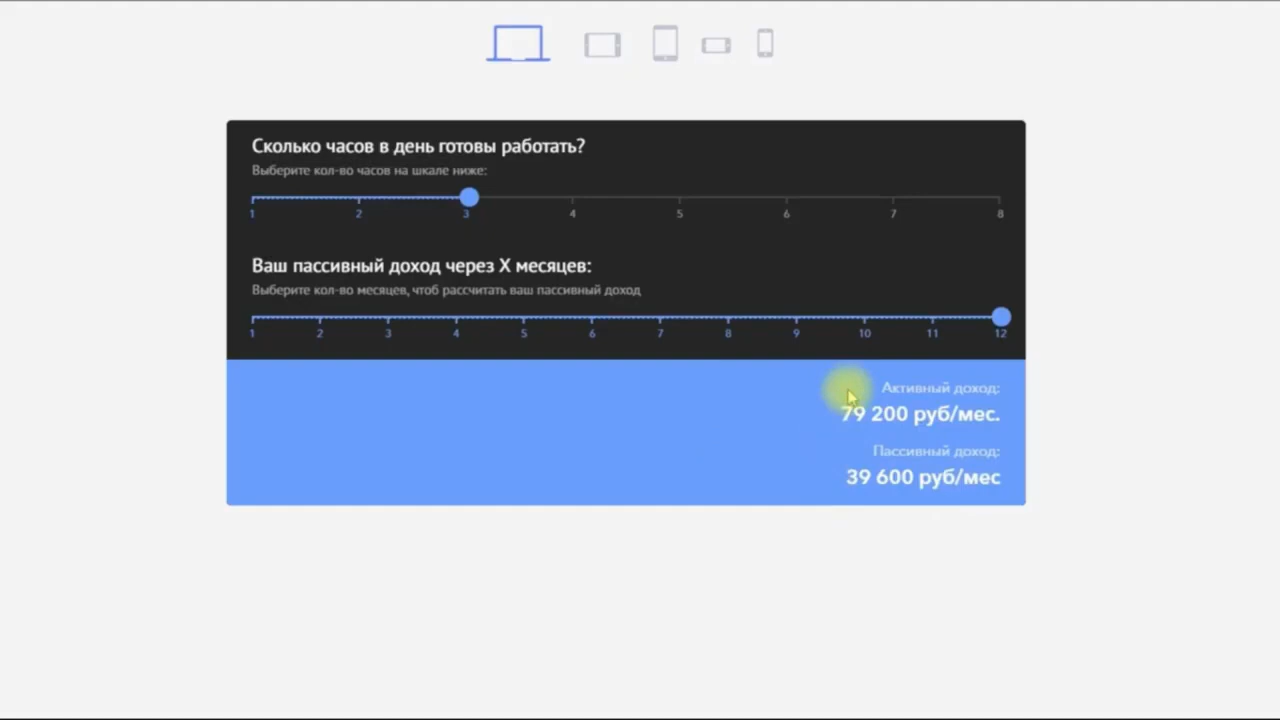 Сколько часов в день готовы работать?
Выберите кол-во часов на шкале ниже:
1 2 3 4 5 6 7 8
Ваш пассивный доход через X месяцев:
Выберите кол-во месяцев, чтоб рассчитать ваш пассивный доход
1 2 3 4 5 6 7 8 9 10 11 12
Активный доход:
79 200 руб/мес.
Пассивный доход:
39 600 руб/мес